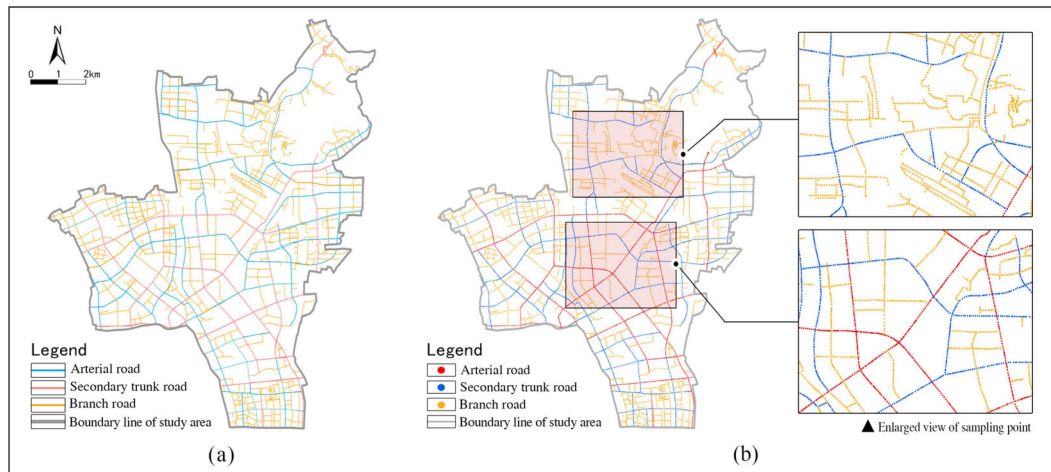 N
0 1 2km
Legend
Arterial road
Secondary trunk road
Branch road
Boundary line of study area
(a)
Legend
Arterial road
Secondary trunk road
Branch road
Boundary line of study area
(b)
▲ Enlarged view of sampling point